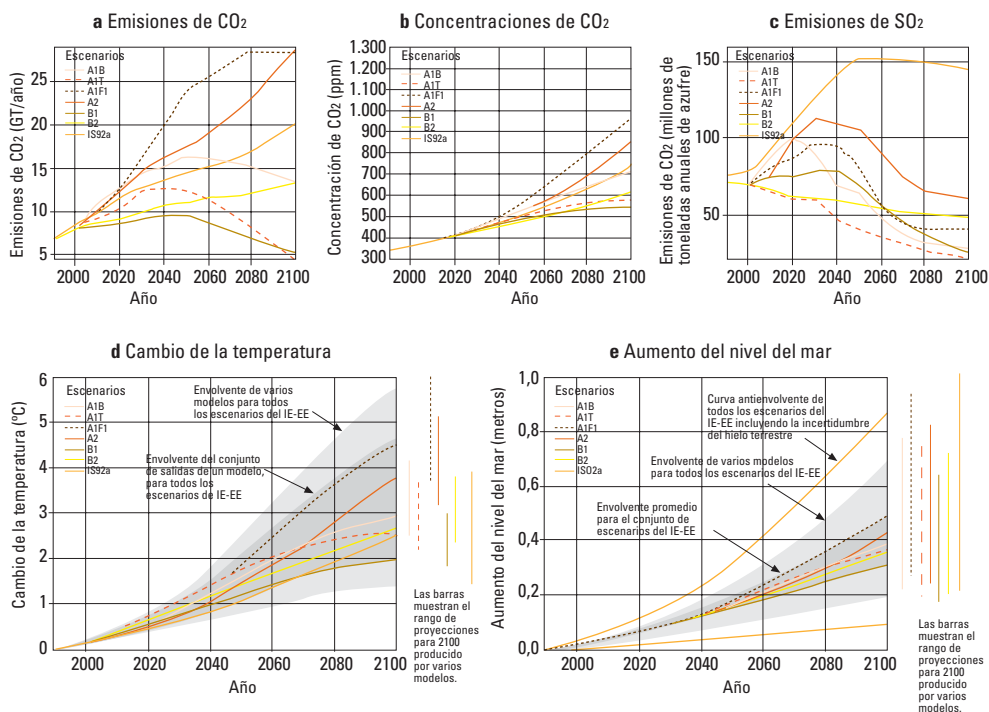 a Emisiones de CO2
Emisiones de CO2 (GT/año)
25
20
15
10
5
Escenarios
A1B
A1T
A1F1
A2
B1
B2
IS92a
2000 2020 2040 2060 2080 2100
Año
b Concentraciones de CO2
Concentración de CO2 (ppm)
1.300
1.200
1.100
1.000
900
800
700
600
500
400
300
Escenarios
A1B
A1T
A1F1
A2
B1
B2
IS92a
2000 2020 2040 2060 2080 2100
Año
c Emisiones de SO2
Emisiones de CO2 (millones de
toneladas anuales de azufre)
150
100
50
Escenarios
A1B
A1T
A1F1
A2
B1
B2
IS92a
2000 2020 2040 2060 2080 2100
Año
d Cambio de la temperatura
Cambio de la temperatura (ºC)
6
5
4
3
2
1
0
Escenarios
A1B
A1T
A1F1
A2
B1
B2
IS92a
Envolvente de varios
modelos para todos
los escenarios del IE-EE
Envolvente del conjunto
de salidas de un modelo,
para todos los
escenarios de IE-EE
2000 2020 2040 2060 2080 2100
Año
Las barras
muestran el
rango de
proyecciones
para 2100
producido
por varios
modelos.
e Aumento del nivel del mar
Aumento del nivel del mar (metros)
1,0
0,8
0,6
0,4
0,2
0,0
Escenarios
A1B
A1T
A1F1
A2
B1
B2
ISO2a
Curva antienvolvente de
todos los escenarios del
IE-EE incluyendo la incertidumbre
del hielo terrestre
Envolvente de varios modelos
para todos los escenarios del IE-EE
Envolvente promedio
para el conjunto de
escenarios del IE-EE
2000 2020 2040 2060 2080 2100
Año
Las barras
muestran el
rango de
proyecciones
para 2100
producido
por varios
modelos.